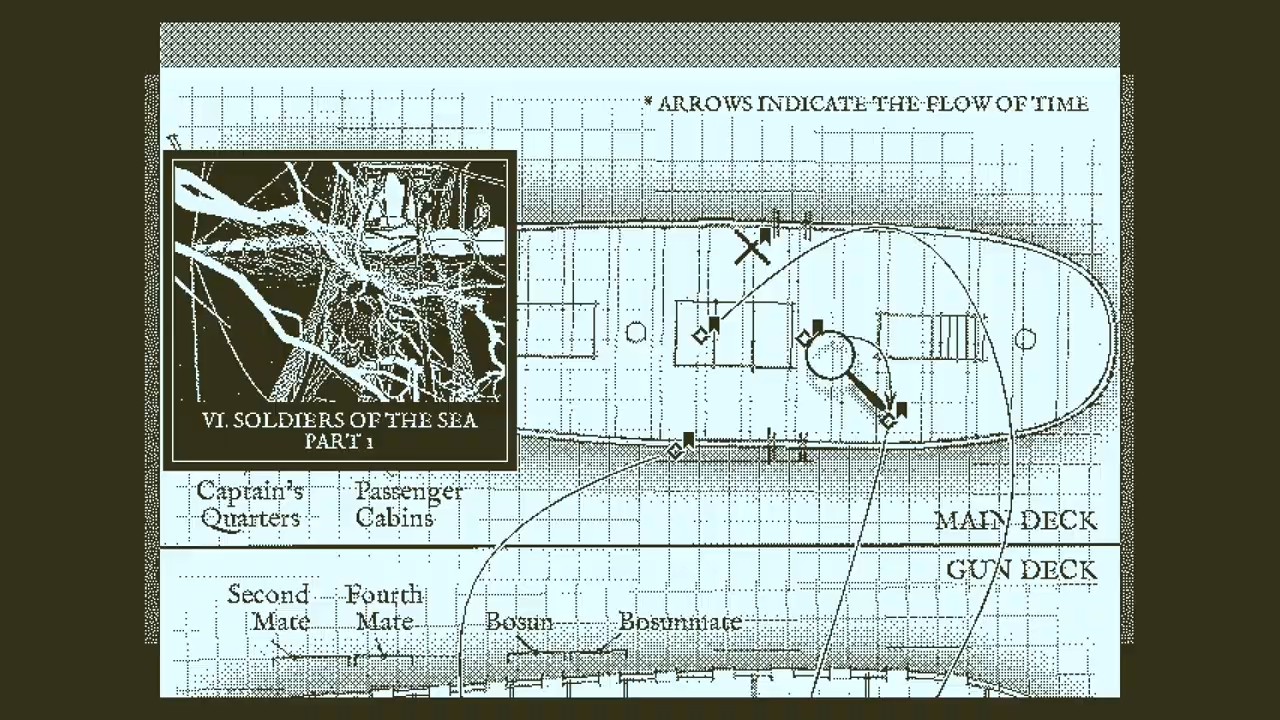 * ARROWS INDICATE THE FLOW OF TIME
VI. SOLDIERS OF THE SEA
PART 1
Captain's
Quarters
Passenger
Cabins
MAIN DECK
GUN DECK
Second
Mate
Fourth
Mate
Bosun
Bosunmate